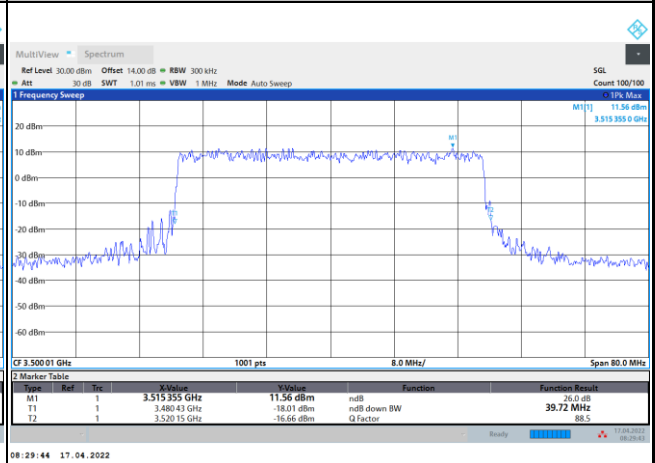 MultiView Spectrum
Ref Level 30.00 dBm Offset 14.00 dB RBW 300 kHz SGL
Att 30 dB SWT 1.01 ms VBW 1 MHz Mode Auto Sweep Count 100/100
1 Frequency Sweep 1Pk Max
M1[1] 11.56 dBm
3.515 355 0 GHz
M1
20 dBm
10 dBm
0 dBm
-10 dBm
T2
-20 dBm
-30 dBm
-40 dBm
-50 dBm
-60 dBm
CF 3.500 01 GHz 1001 pts 8.0 MHz/ Span 80.0 MHz
2 Marker Table
Type Ref Trc X-Value Y-Value Function Function Result
M1 1 3.515 355 GHz 11.56 dBm ndB 26.0 dB
T1 1 3.480 43 GHz -18.01 dBm ndB down BW 39.72 MHz
T2 1 3.520 15 GHz -16.66 dBm Q Factor 88.5
Ready 17.04.2022
08:29:43
08:29:44 17.04.2022